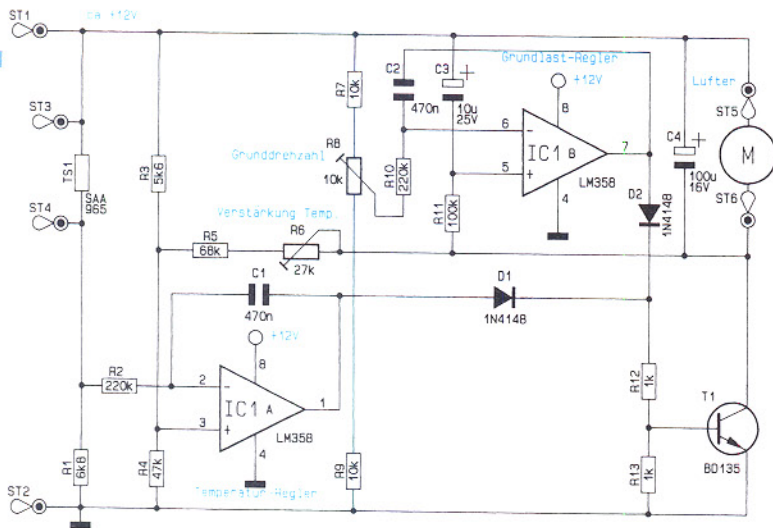 ST1
ca +12V
ST3
TS1
SAA
965
ST4
R3
5k6
R7
10k
Grunddrehzahl
R8
10k
C2
470n
C3
+
10u
25V
Grundlast-Regler
+12V
8
6
-
5
+
IC1 B
7
LM358
4
R10
220k
R11
100k
C4
+
100u
16V
Lüfter
ST5
M
ST6
D2
1N4148
Verstärkung Temp.
R5
68k
R6
27k
C1
470n
D1
1N4148
+12V
8
R2
220k
2
-
3
+
IC1 A
1
LM358
4
R12
1k
T1
BD135
R13
1k
R1
6k8
R4
47k
R9
10k
ST2
Temperatur-Regler